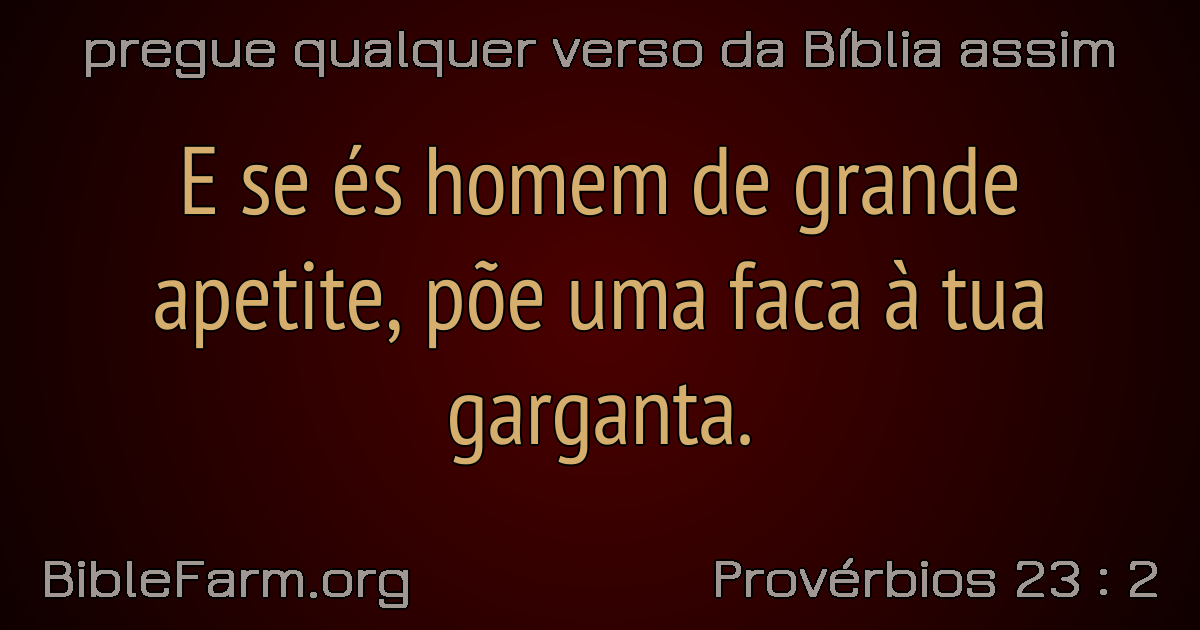 pregue qualquer verso da Bíblia assim
E se és homem de grande
apetite, põe uma faca à tua
garganta.
BibleFarm.org
Provérbios 23 : 2